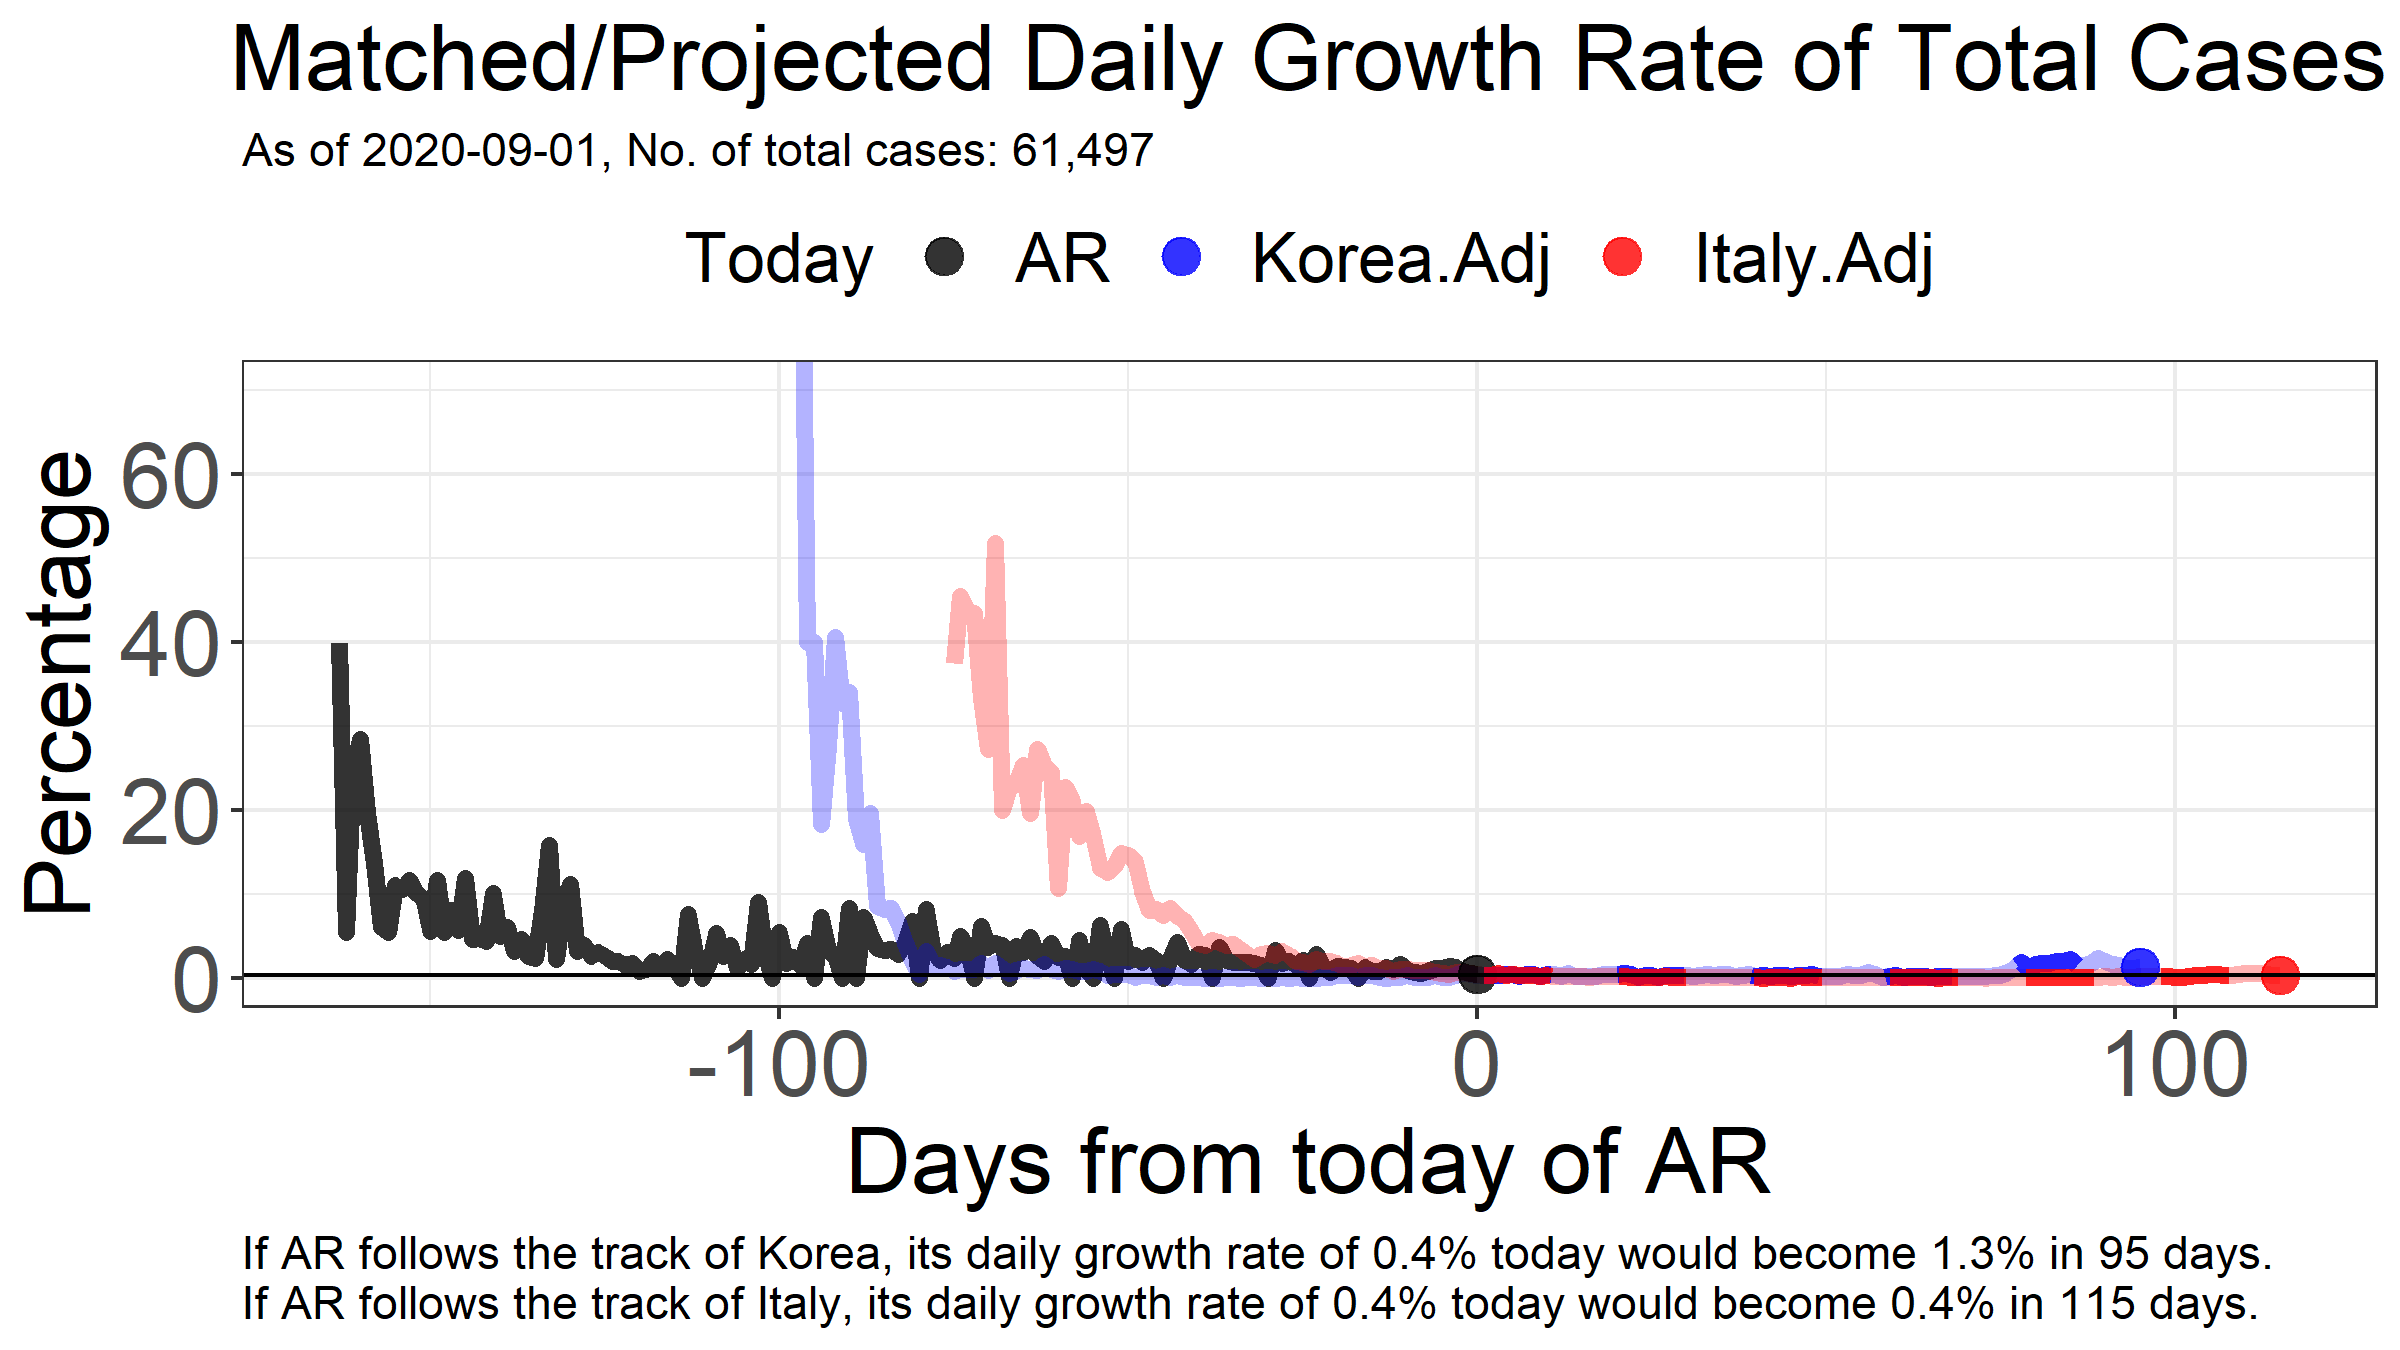 Matched/Projected Daily Growth Rate of Total Cases
As of 2020-09-01, No. of total cases: 61,497
Today AR Korea.Adj Italy.Adj
Percentage
60
40
20
0
-100 0 100
Days from today of AR
If AR follows the track of Korea, its daily growth rate of 0.4% today would become 1.3% in 95 days.
If AR follows the track of Italy, its daily growth rate of 0.4% today would become 0.4% in 115 days.